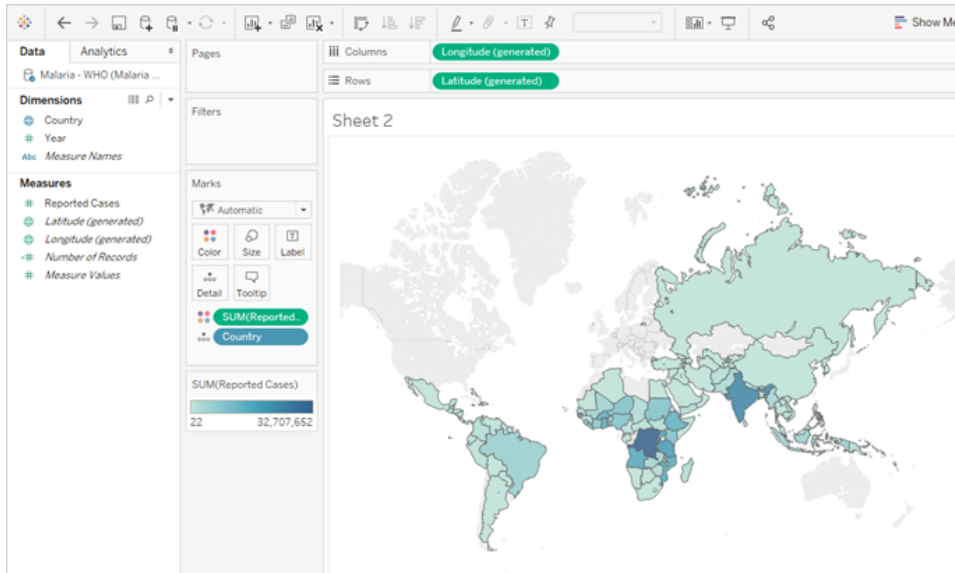 Show Me
Data
Analytics
Malaria - WHO (Malaria ...
Dimensions
Country
Year
Abc Measure Names
Measures
Reported Cases
Latitude (generated)
Longitude (generated)
Number of Records
Measure Values
Pages
Filters
Marks
Automatic
Color
Size
Label
Detail
Tooltip
SUM(Reported..
Country
SUM(Reported Cases)
22 32,707,652
Columns
Longitude (generated)
Rows
Latitude (generated)
Sheet 2